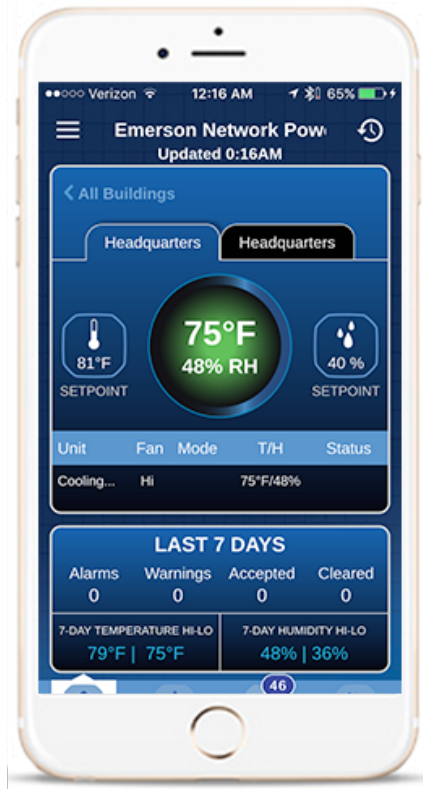 Verizon 12:16 AM 65%
Emerson Network Pow
Updated 0:16AM
< All Buildings
Headquarters Headquarters
75°F
48% RH
81°F
SETPOINT
40 %
SETPOINT
Unit Fan Mode T/H Status
Cooling... Hi 75°F/48%
LAST 7 DAYS
Alarms Warnings Accepted Cleared
0 0 0 0
7-DAY TEMPERATURE HI-LO 7-DAY HUMIDITY HI-LO
79°F | 75°F 48% | 36%
46